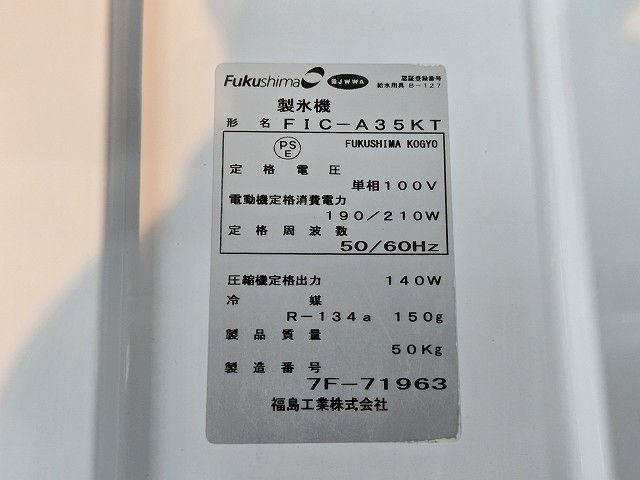 Fukushima JWWA 認証登録番号
給水用具 B-127
製氷機
形名 FIC-A35KT
PS
E FUKUSHIMA KOGYO
定格電圧
単相100V
電動機定格消費電力
190/210W
定格周波数
50/60Hz
圧縮機定格出力 140W
冷媒
R-134a 150g
製品質量
50Kg
製造番号
7F-71963
福島工業株式会社